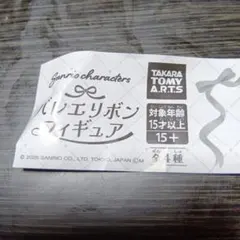 Sanrio characters
バレエリボン
フィギュア
TAKARA
TOMY
A.R.T.S
対象年齢
15才以上
15+
全4種
© 2025 SANRIO CO., LTD. TOKYO, JAPAN Ⓛ M